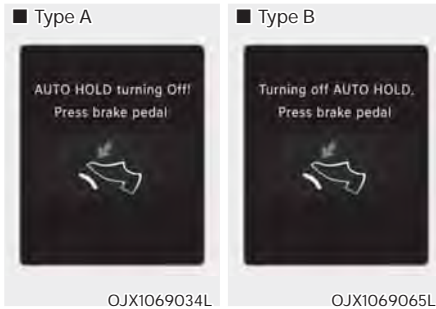 ■ Type A
AUTO HOLD turning Off!
Press brake pedal
OJX1069034L
■ Type B
Turning off AUTO HOLD.
Press brake pedal
OJX1069065L